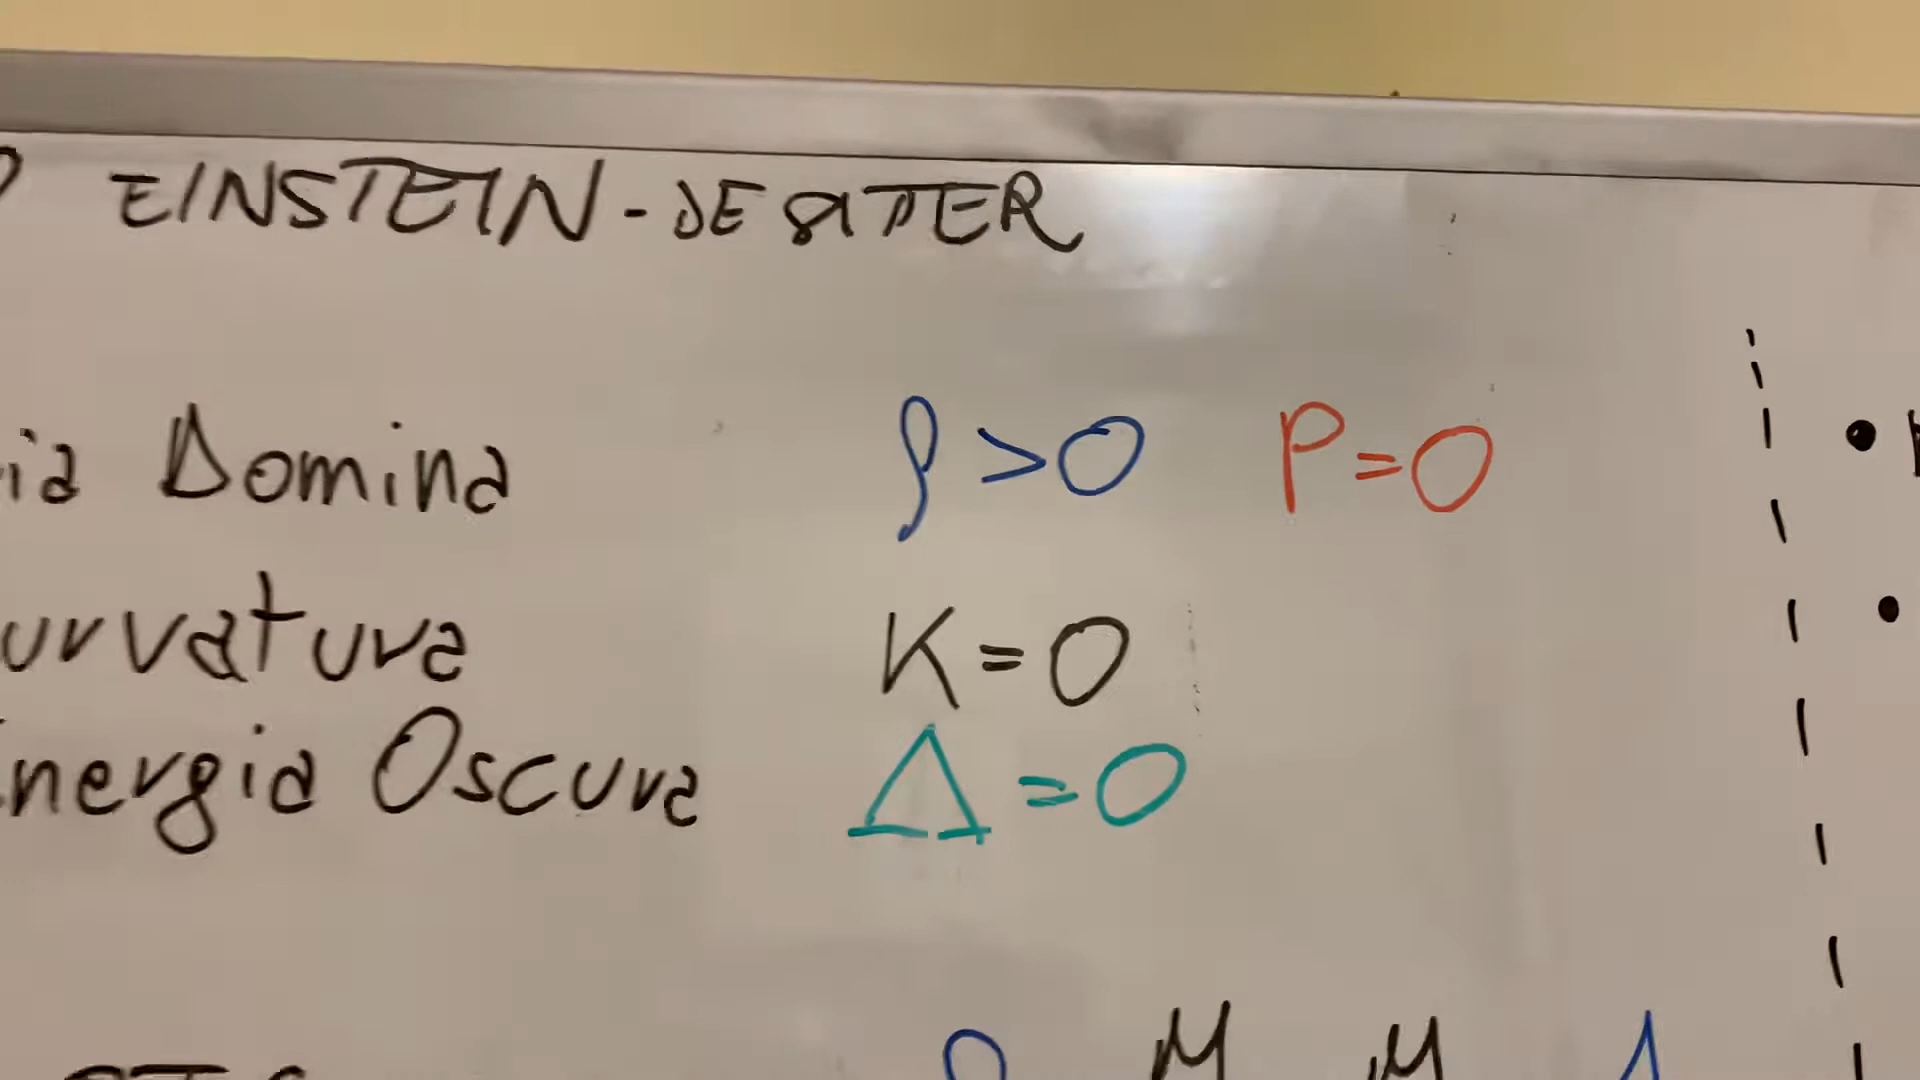 EINSTEIN-DE SITTER
ia Domina ρ>0 P=0
urvatura K=0
nergia Oscura Δ=0
M M